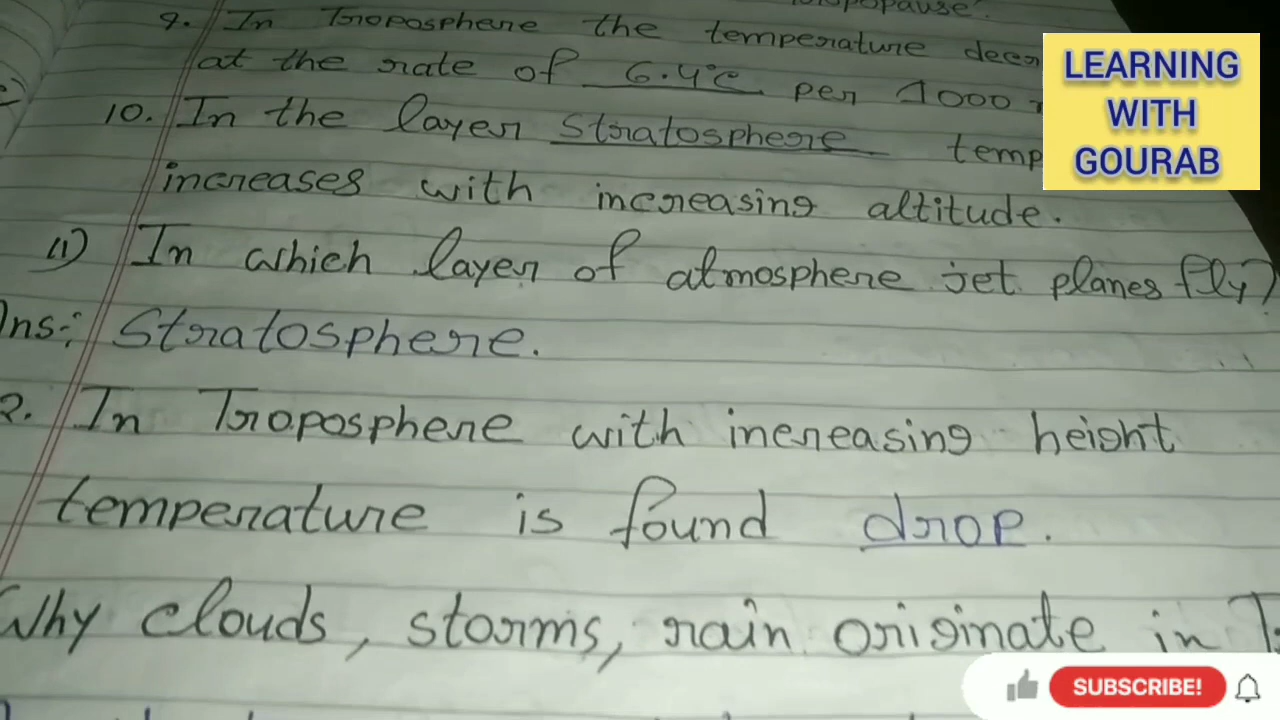 9. In Troposphere the temperature decr
at the rate of 6.4°c per 1000
10. In the layer Stratosphere temp
increases with increasing altitude.
11) In which layer of atmosphere jet planes fly?
Ans:- Stratosphere.
2. In Troposphere with increasing height
temperature is found drop.
Why clouds, storms, rain originate in
LEARNING
WITH
GOURAB
SUBSCRIBE!